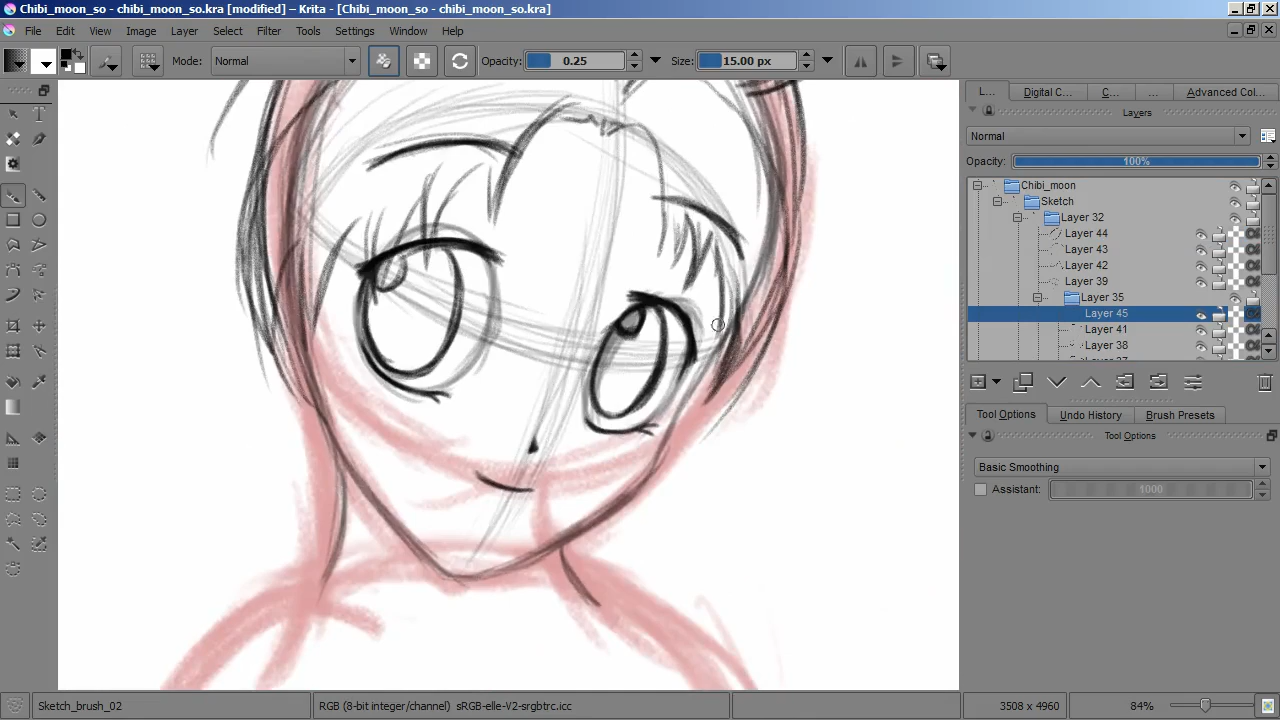 Chibi_moon_so - chibi_moon_so.kra [modified] – Krita - [Chibi_moon_so - chibi_moon_so.kra]
File Edit View Image Layer Select Filter Tools Settings Window Help
Mode: Normal Opacity: 0.25 Size: 15.00 px
L... Digital C... C... ... Advanced Col...
Layers
Normal
Opacity: 100%
Chibi_moon
Sketch
Layer 32
Layer 44
Layer 43
Layer 42
Layer 39
Layer 35
Layer 45
Layer 41
Layer 38
Tool Options Undo History Brush Presets
Tool Options
Basic Smoothing
Assistant: 1000
Sketch_brush_02 RGB (8-bit integer/channel) sRGB-elle-V2-srgbtrc.icc 3508 x 4960 84%